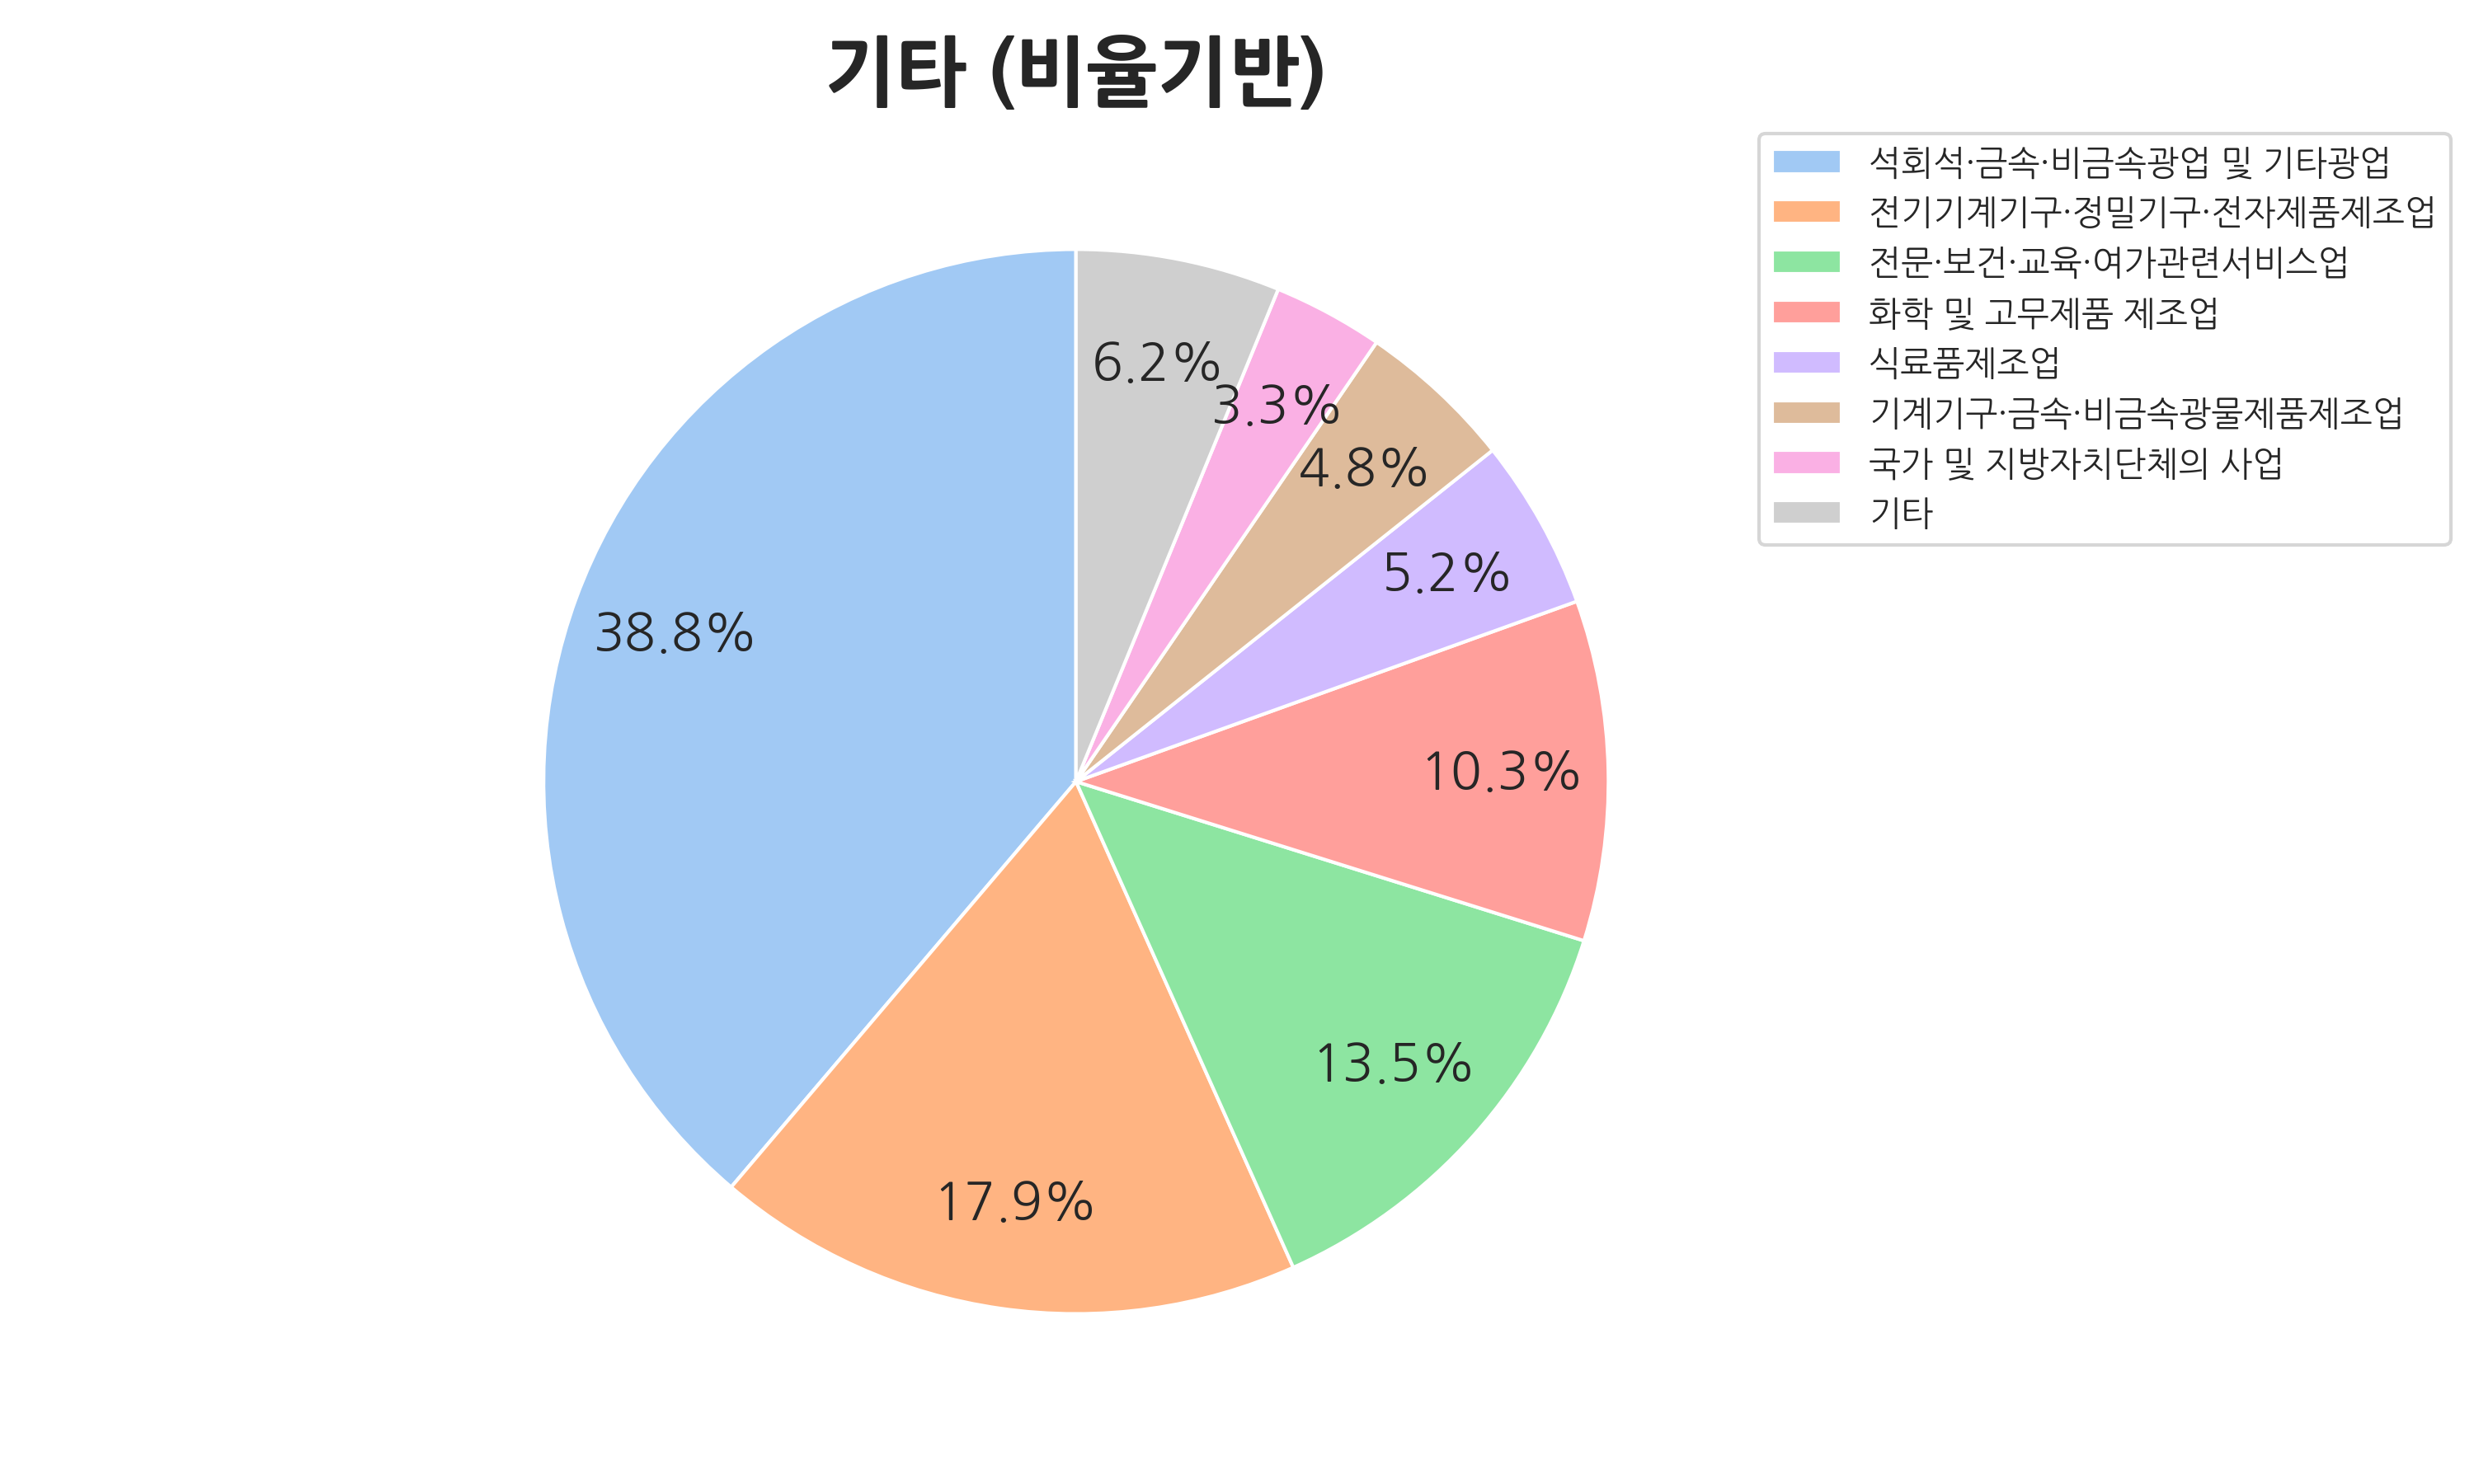 기타 (비율기반)
석회석·금속·비금속광업 및 기타광업
전기기계기구·정밀기구·전자제품제조업
전문·보건·교육·여가관련서비스업
화학 및 고무제품 제조업
식료품제조업
기계기구·금속·비금속광물제품제조업
국가 및 지방자치단체의 사업
기타
6.2%
3.3%
4.8%
5.2%
38.8%
10.3%
13.5%
17.9%